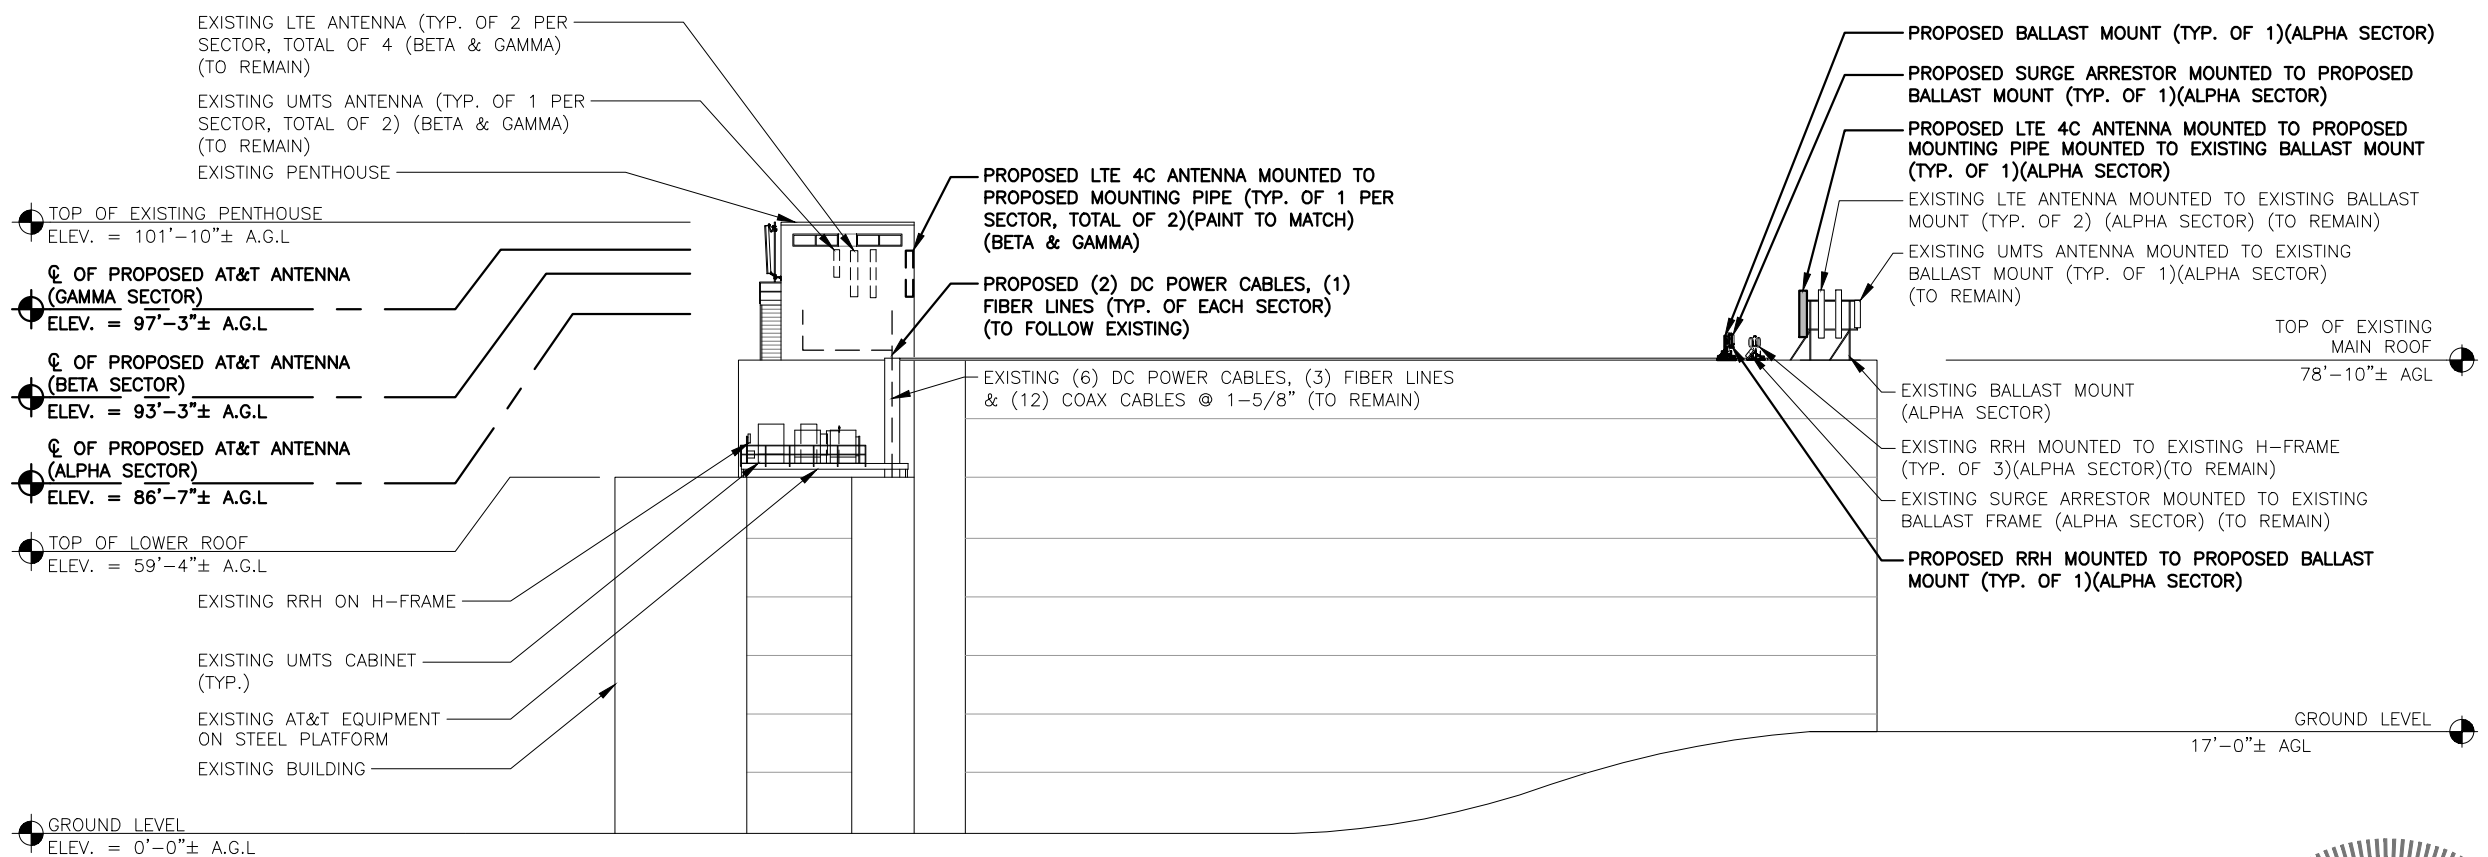 EXISTING LTE ANTENNA (TYP. OF 2 PER
SECTOR, TOTAL OF 4 (BETA & GAMMA)
(TO REMAIN)
EXISTING UMTS ANTENNA (TYP. OF 1 PER
SECTOR, TOTAL OF 2) (BETA & GAMMA)
(TO REMAIN)
EXISTING PENTHOUSE
TOP OF EXISTING PENTHOUSE
ELEV. = 101'-10"± A.G.L
℄ OF PROPOSED AT&T ANTENNA
(GAMMA SECTOR)
ELEV. = 97'-3"± A.G.L
℄ OF PROPOSED AT&T ANTENNA
(BETA SECTOR)
ELEV. = 93'-3"± A.G.L
℄ OF PROPOSED AT&T ANTENNA
(ALPHA SECTOR)
ELEV. = 86'-7"± A.G.L
TOP OF LOWER ROOF
ELEV. = 59'-4"± A.G.L
EXISTING RRH ON H-FRAME
EXISTING UMTS CABINET
(TYP.)
EXISTING AT&T EQUIPMENT
ON STEEL PLATFORM
EXISTING BUILDING
GROUND LEVEL
ELEV. = 0'-0"± A.G.L
PROPOSED LTE 4C ANTENNA MOUNTED TO
PROPOSED MOUNTING PIPE (TYP. OF 1 PER
SECTOR, TOTAL OF 2)(PAINT TO MATCH)
(BETA & GAMMA)
PROPOSED (2) DC POWER CABLES, (1)
FIBER LINES (TYP. OF EACH SECTOR)
(TO FOLLOW EXISTING)
EXISTING (6) DC POWER CABLES, (3) FIBER LINES
& (12) COAX CABLES @ 1-5/8" (TO REMAIN)
PROPOSED BALLAST MOUNT (TYP. OF 1)(ALPHA SECTOR)
PROPOSED SURGE ARRESTOR MOUNTED TO PROPOSED
BALLAST MOUNT (TYP. OF 1)(ALPHA SECTOR)
PROPOSED LTE 4C ANTENNA MOUNTED TO PROPOSED
MOUNTING PIPE MOUNTED TO EXISTING BALLAST MOUNT
(TYP. OF 1)(ALPHA SECTOR)
EXISTING LTE ANTENNA MOUNTED TO EXISTING BALLAST
MOUNT (TYP. OF 2) (ALPHA SECTOR) (TO REMAIN)
EXISTING UMTS ANTENNA MOUNTED TO EXISTING
BALLAST MOUNT (TYP. OF 1)(ALPHA SECTOR)
(TO REMAIN)
TOP OF EXISTING
MAIN ROOF
78'-10"± AGL
EXISTING BALLAST MOUNT
(ALPHA SECTOR)
EXISTING RRH MOUNTED TO EXISTING H-FRAME
(TYP. OF 3)(ALPHA SECTOR)(TO REMAIN)
EXISTING SURGE ARRESTOR MOUNTED TO EXISTING
BALLAST FRAME (ALPHA SECTOR) (TO REMAIN)
PROPOSED RRH MOUNTED TO PROPOSED BALLAST
MOUNT (TYP. OF 1)(ALPHA SECTOR)
GROUND LEVEL
17'-0"± AGL